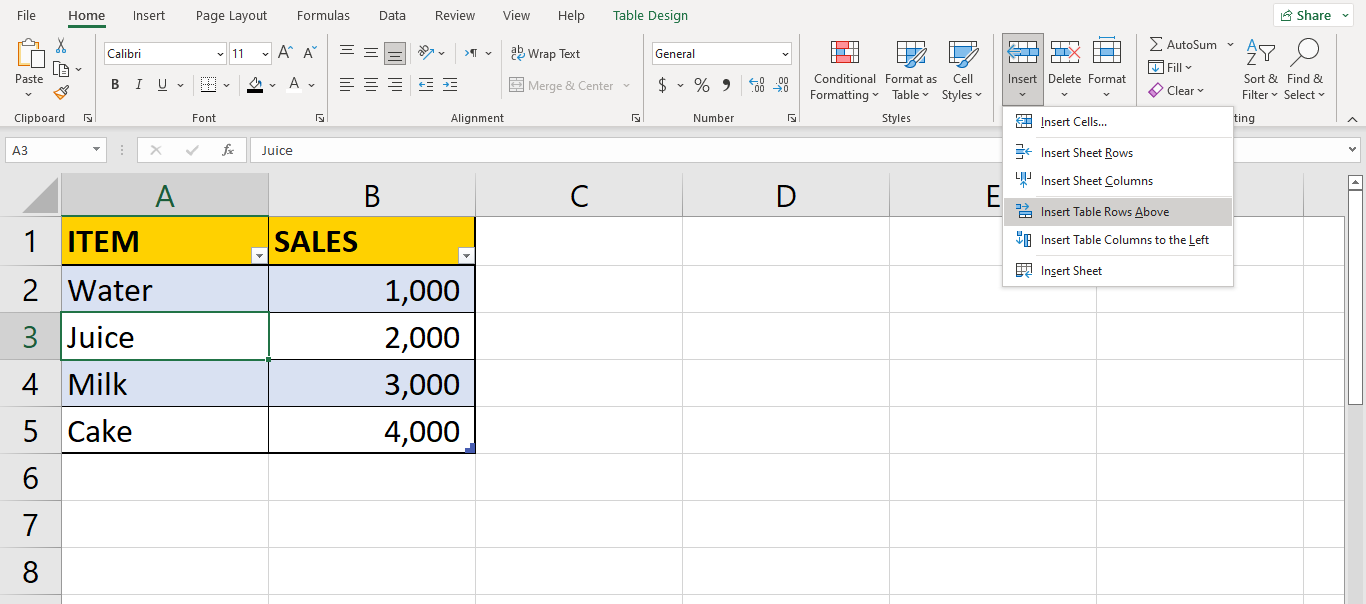 File Home Insert Page Layout Formulas Data Review View Help Table Design Share
Calibri 11 Wrap Text General AutoSum
Paste Conditional Format as Cell Insert Delete Format Fill Sort & Find &
B I U Merge & Center $ % 9 Formatting Table Styles Clear Filter Select
Clipboard Font Alignment Number Styles ting
Insert Cells...
A3 fx Juice
Insert Sheet Rows
Insert Sheet Columns
Insert Table Rows Above
Insert Table Columns to the Left
Insert Sheet
A B C D E
1 ITEM SALES
2 Water 1,000
3 Juice 2,000
4 Milk 3,000
5 Cake 4,000
6
7
8